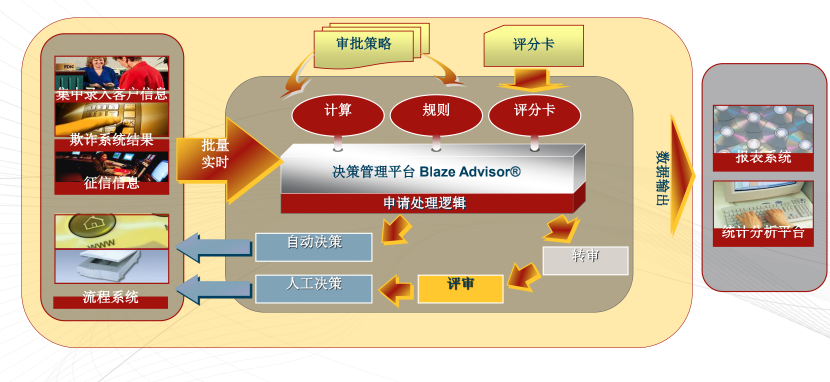 审批策略
评分卡
集中录入客户信息
欺诈系统结果
征信信息
www
流程系统
批量
实时
计算
规则
评分卡
决策管理平台 Blaze Advisor®
申请处理逻辑
自动决策
人工决策
评审
转审
数据输出
报表系统
统计分析平台